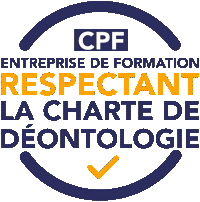 CPF
ENTREPRISE DE FORMATION
RESPECTANT
LA CHARTE DE
DÉONTOLOGIE